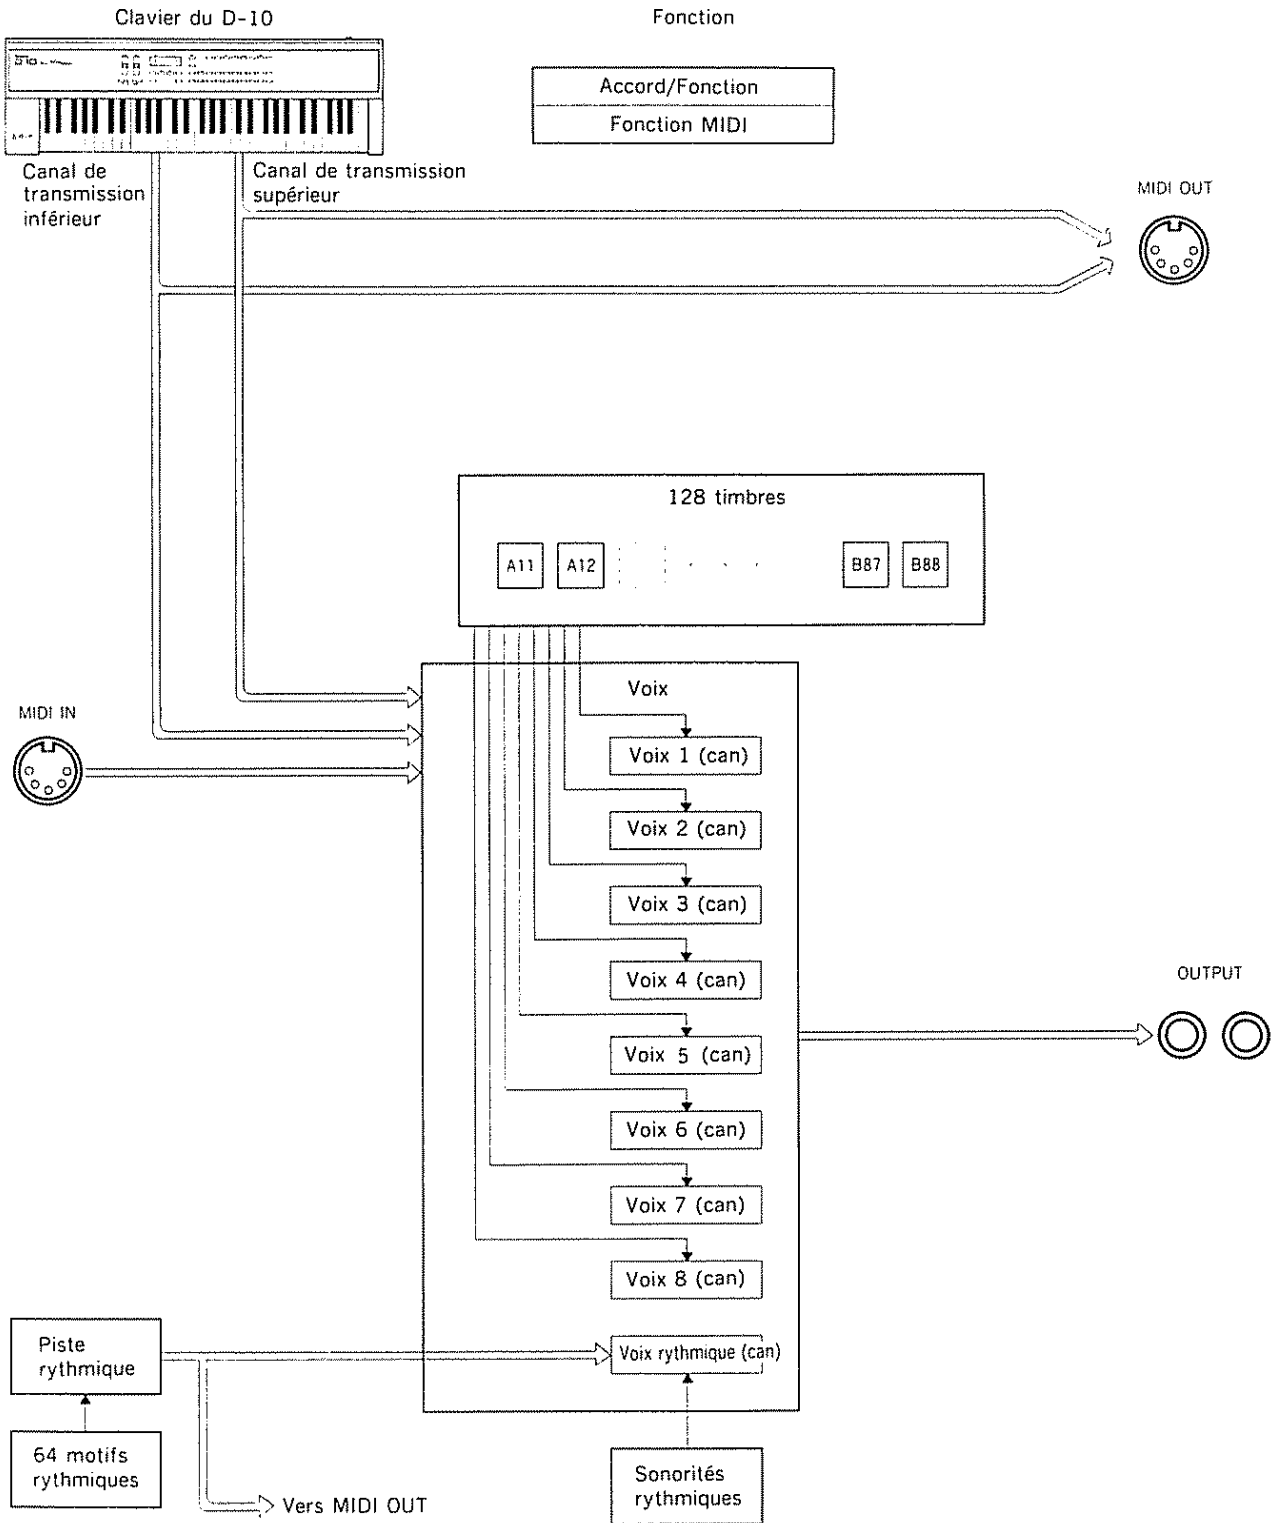 Clavier du D-10
Fonction
Accord/Fonction
Fonction MIDI
Canal de
transmission
inférieur
Canal de transmission
supérieur
MIDI OUT
128 timbres
A11
A12
B87
B88
MIDI IN
Voix
Voix 1 (can)
Voix 2 (can)
Voix 3 (can)
Voix 4 (can)
Voix 5 (can)
Voix 6 (can)
Voix 7 (can)
Voix 8 (can)
OUTPUT
Piste
rythmique
Voix rythmique (can)
64 motifs
rythmiques
Vers MIDI OUT
Sonorités
rythmiques